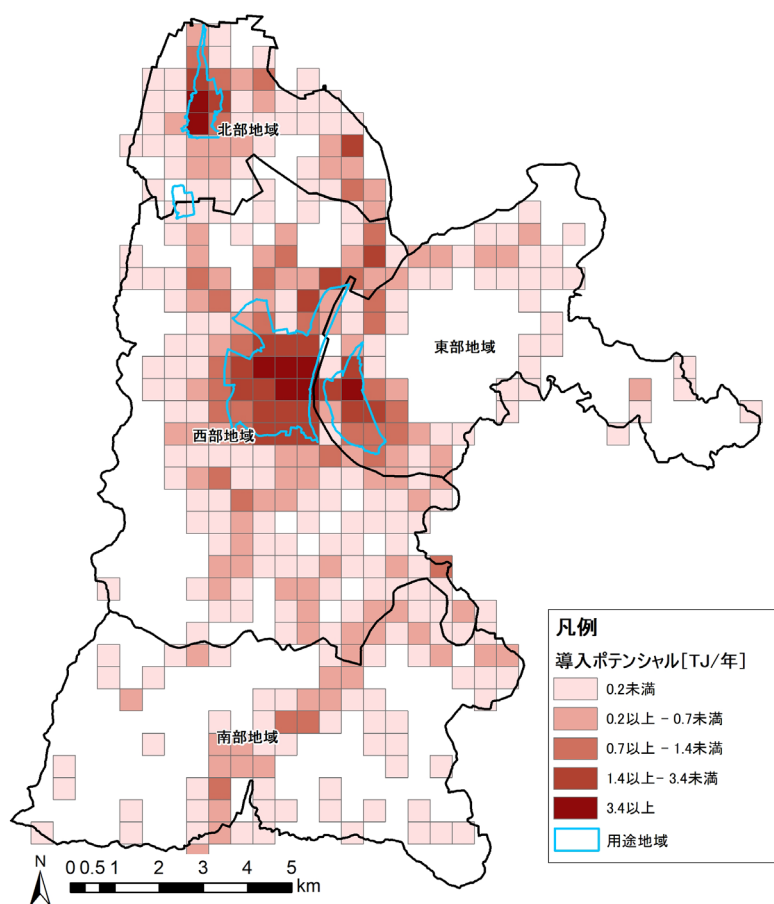 北部地域
東部地域
西部地域
南部地域
凡例
導入ポテンシャル[TJ/年]
0.2未満
0.2以上 - 0.7未満
0.7以上 - 1.4未満
1.4以上- 3.4未満
3.4以上
用途地域
N
0 0.5 1 2 3 4 5
km